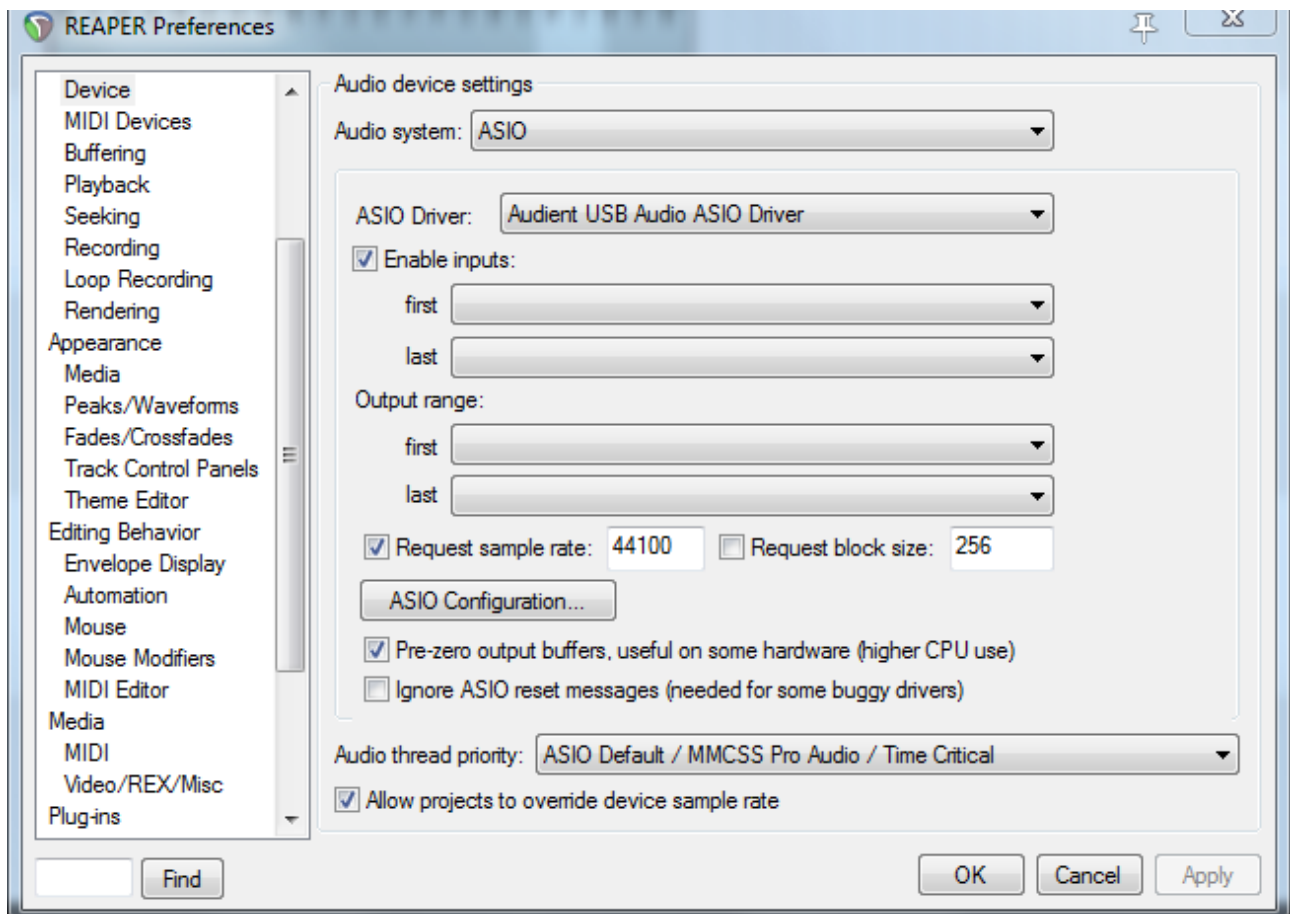 REAPER Preferences
Device
MIDI Devices
Buffering
Playback
Seeking
Recording
Loop Recording
Rendering
Appearance
Media
Peaks/Waveforms
Fades/Crossfades
Track Control Panels
Theme Editor
Editing Behavior
Envelope Display
Automation
Mouse
Mouse Modifiers
MIDI Editor
Media
MIDI
Video/REX/Misc
Plug-ins
Find
Audio device settings
Audio system: ASIO
ASIO Driver: Audient USB Audio ASIO Driver
Enable inputs:
first
last
Output range:
first
last
Request sample rate: 44100 Request block size: 256
ASIO Configuration...
Pre-zero output buffers, useful on some hardware (higher CPU use)
Ignore ASIO reset messages (needed for some buggy drivers)
Audio thread priority: ASIO Default / MMCSS Pro Audio / Time Critical
Allow projects to override device sample rate
OK Cancel Apply